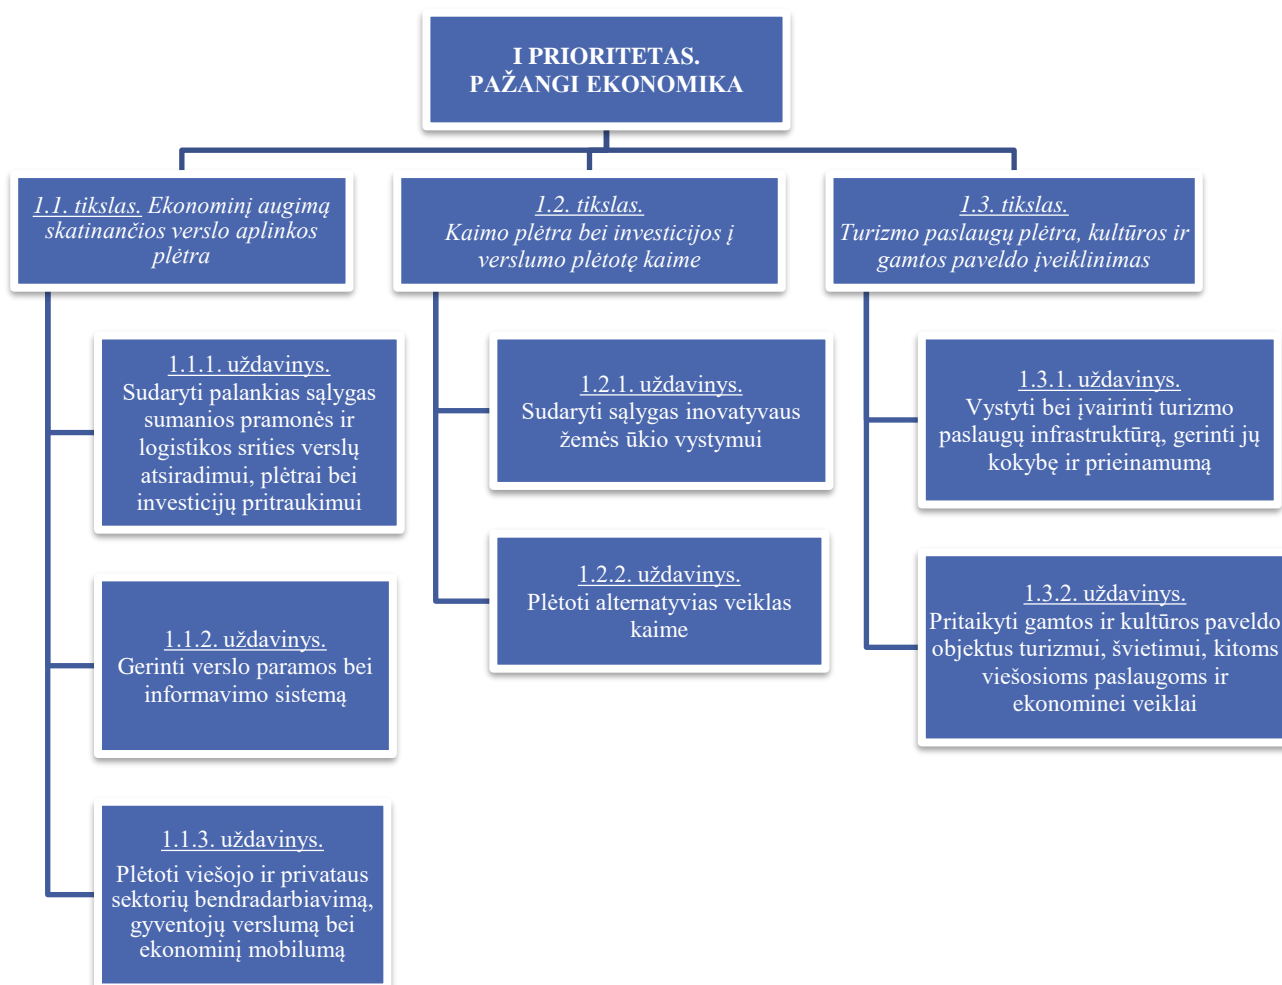 I PRIORITETAS.
PAŽANGI EKONOMIKA
1.1. tikslas. Ekonominį augimą
skatinančios verslo aplinkos
plėtra
1.1.1. uždavinys.
Sudaryti palankias sąlygas
sumanios pramonės ir
logistikos srities verslų
atsiradimui, plėtrai bei
investicijų pritraukimui
1.1.2. uždavinys.
Gerinti verslo paramos bei
informavimo sistemą
1.1.3. uždavinys.
Plėtoti viešojo ir privataus
sektorių bendradarbiavimą,
gyventojų verslumą bei
ekonominį mobilumą
1.2. tikslas.
Kaimo plėtra bei investicijos į
verslumo plėtotę kaime
1.2.1. uždavinys.
Sudaryti sąlygas inovatyvaus
žemės ūkio vystymui
1.2.2. uždavinys.
Plėtoti alternatyvias veiklas
kaime
1.3. tikslas.
Turizmo paslaugų plėtra, kultūros ir
gamtos paveldo įveiklinimas
1.3.1. uždavinys.
Vystyti bei įvairinti turizmo
paslaugų infrastruktūrą, gerinti jų
kokybę ir prieinamumą
1.3.2. uždavinys.
Pritaikyti gamtos ir kultūros paveldo
objektus turizmui, švietimui, kitoms
viešosioms paslaugoms ir
ekonominei veiklai